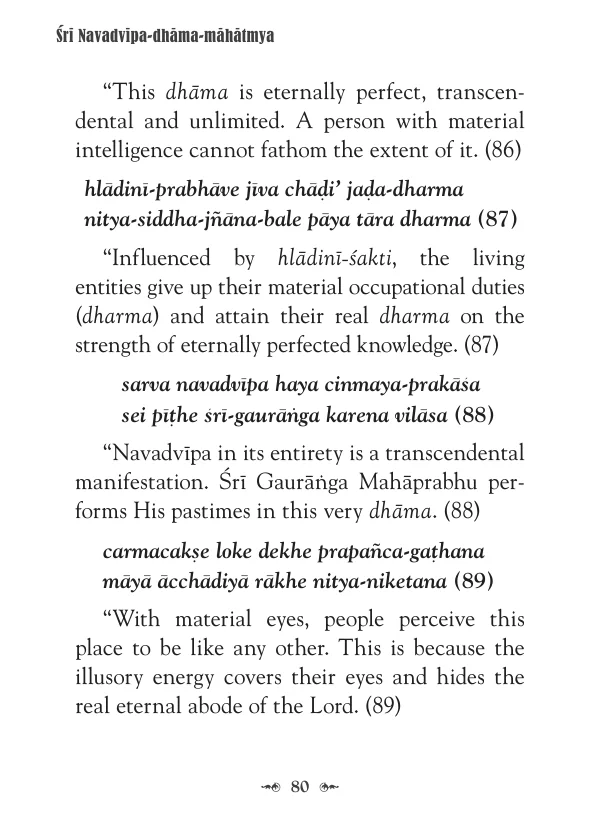 Śrī Navadvīpa-dhāma-māhātmya
“This dhāma is eternally perfect, transcen-
dental and unlimited. A person with material
intelligence cannot fathom the extent of it. (86)
hlādinī-prabhāve jīva chāḍi’ jaḍa-dharma
nitya-siddha-jñāna-bale pāya tāra dharma (87)
“Influenced by hlādinī-śakti, the living
entities give up their material occupational duties
(dharma) and attain their real dharma on the
strength of eternally perfected knowledge. (87)
sarva navadvīpa haya cinmaya-prakāśa
sei pīṭhe śrī-gaurāṅga karena vilāsa (88)
“Navadvīpa in its entirety is a transcendental
manifestation. Śrī Gaurāṅga Mahāprabhu per-
forms His pastimes in this very dhāma. (88)
carmacakṣe loke dekhe prapañca-gaṭhana
māyā ācchādiyā rākhe nitya-niketana (89)
“With material eyes, people perceive this
place to be like any other. This is because the
illusory energy covers their eyes and hides the
real eternal abode of the Lord. (89)
80